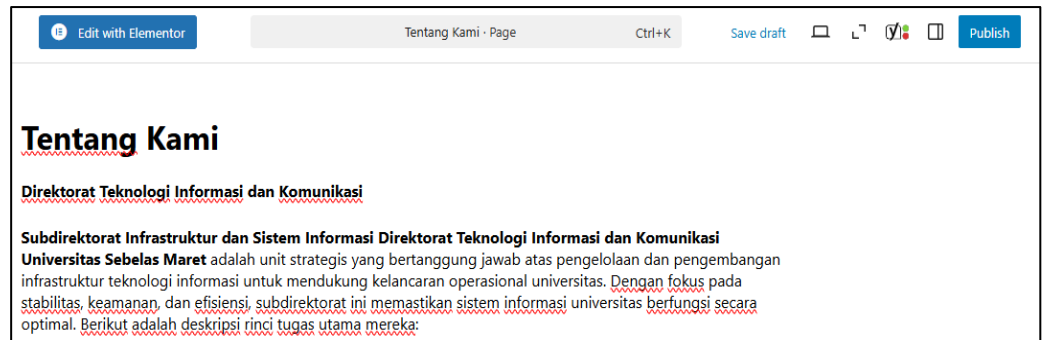 Edit with Elementor Tentang Kami · Page Ctrl+K Save draft Publish
Tentang Kami
Direktorat Teknologi Informasi dan Komunikasi
Subdirektorat Infrastruktur dan Sistem Informasi Direktorat Teknologi Informasi dan Komunikasi
Universitas Sebelas Maret adalah unit strategis yang bertanggung jawab atas pengelolaan dan pengembangan
infrastruktur teknologi informasi untuk mendukung kelancaran operasional universitas. Dengan fokus pada
stabilitas, keamanan, dan efisiensi, subdirektorat ini memastikan sistem informasi universitas berfungsi secara
optimal. Berikut adalah deskripsi rinci tugas utama mereka: